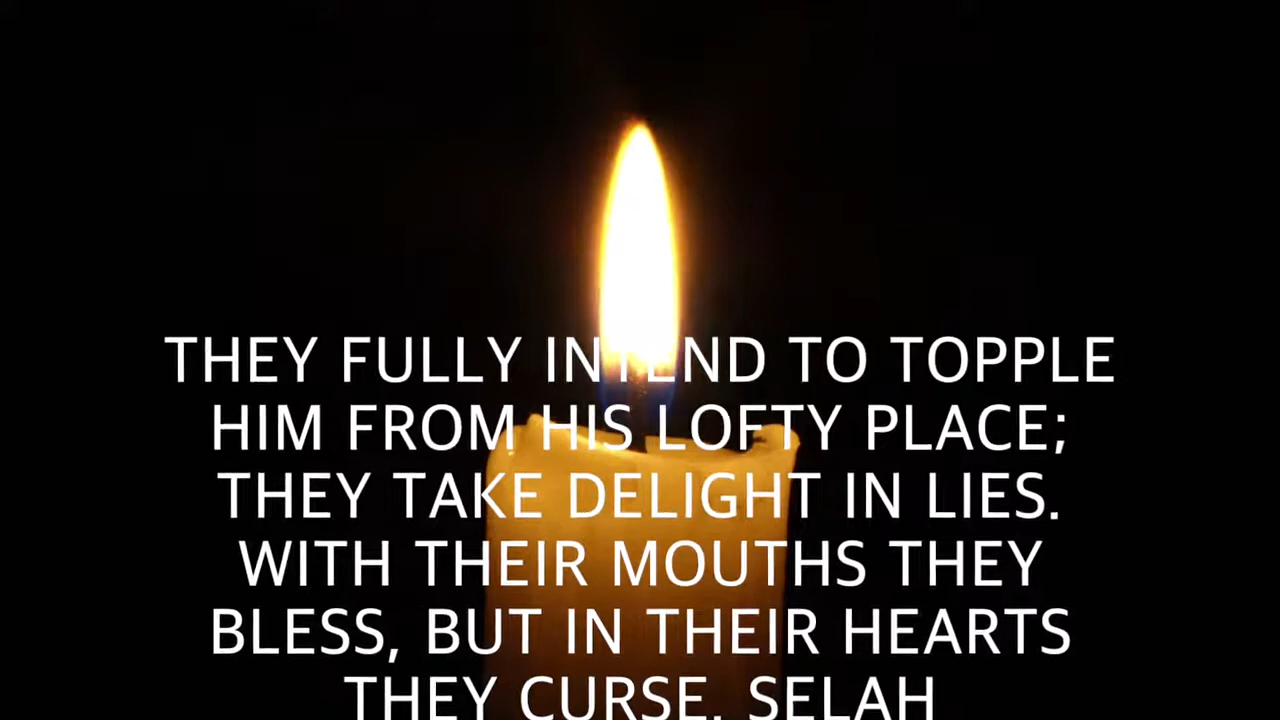 THEY FULLY INTEND TO TOPPLE
HIM FROM HIS LOFTY PLACE;
THEY TAKE DELIGHT IN LIES.
WITH THEIR MOUTHS THEY
BLESS, BUT IN THEIR HEARTS
THEY CURSE. SELAH